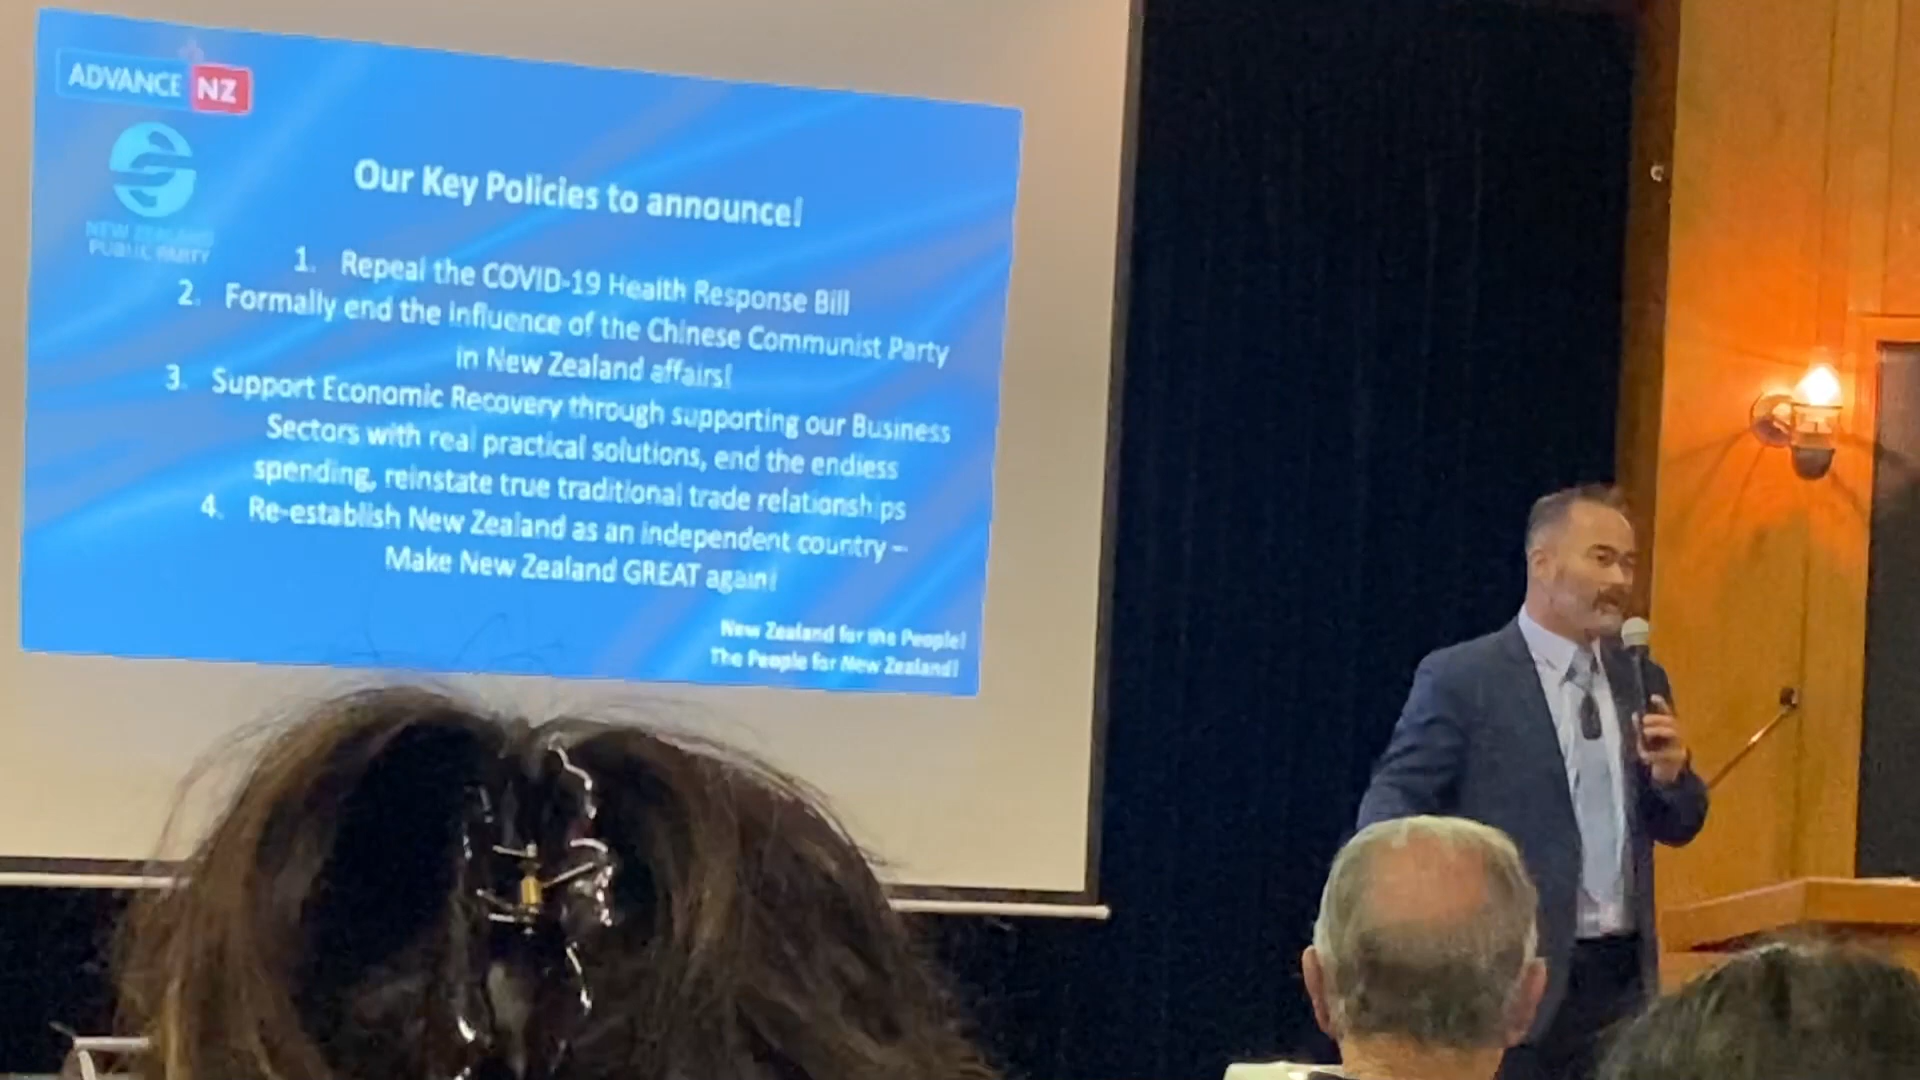 ADVANCE NZ
NEW ZEALAND
PUBLIC PARTY
Our Key Policies to announce!
1. Repeal the COVID-19 Health Response Bill
2. Formally end the influence of the Chinese Communist Party
in New Zealand affairs!
3. Support Economic Recovery through supporting our Business
Sectors with real practical solutions, end the endless
spending, reinstate true traditional trade relationships
4. Re-establish New Zealand as an independent country –
Make New Zealand GREAT again!
New Zealand for the People!
The People for New Zealand!